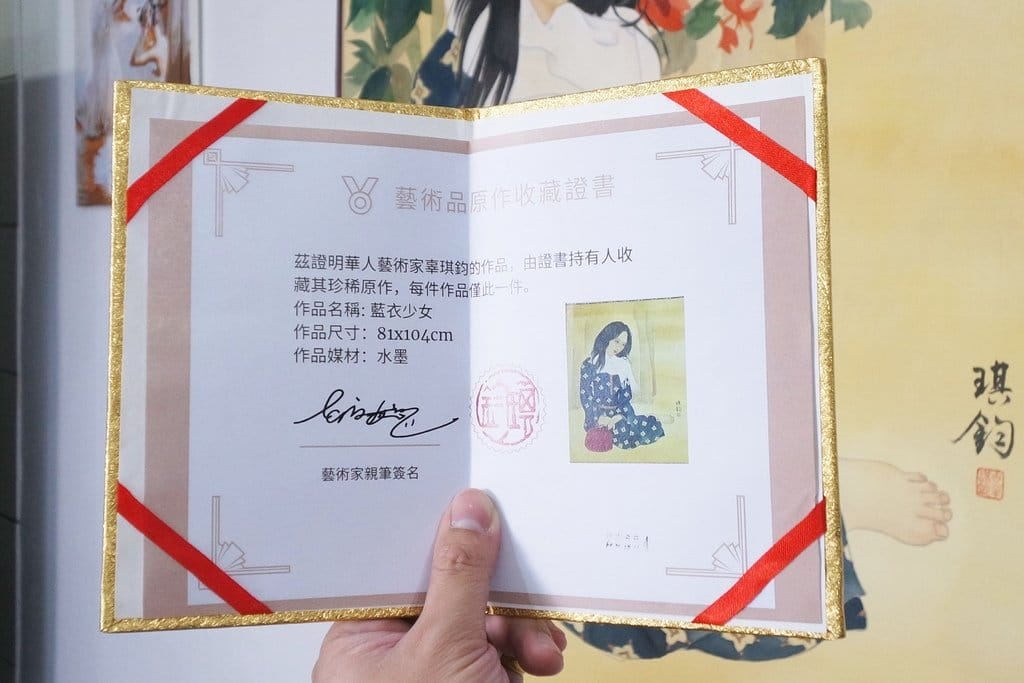 藝術品原作收藏證書
茲證明華人藝術家辜琪鈞的作品，由證書持有人收
藏其珍稀原作，每件作品僅此一件。
作品名稱: 藍衣少女
作品尺寸：81x104cm
作品媒材：水墨
藝術家親筆簽名
琪鈞